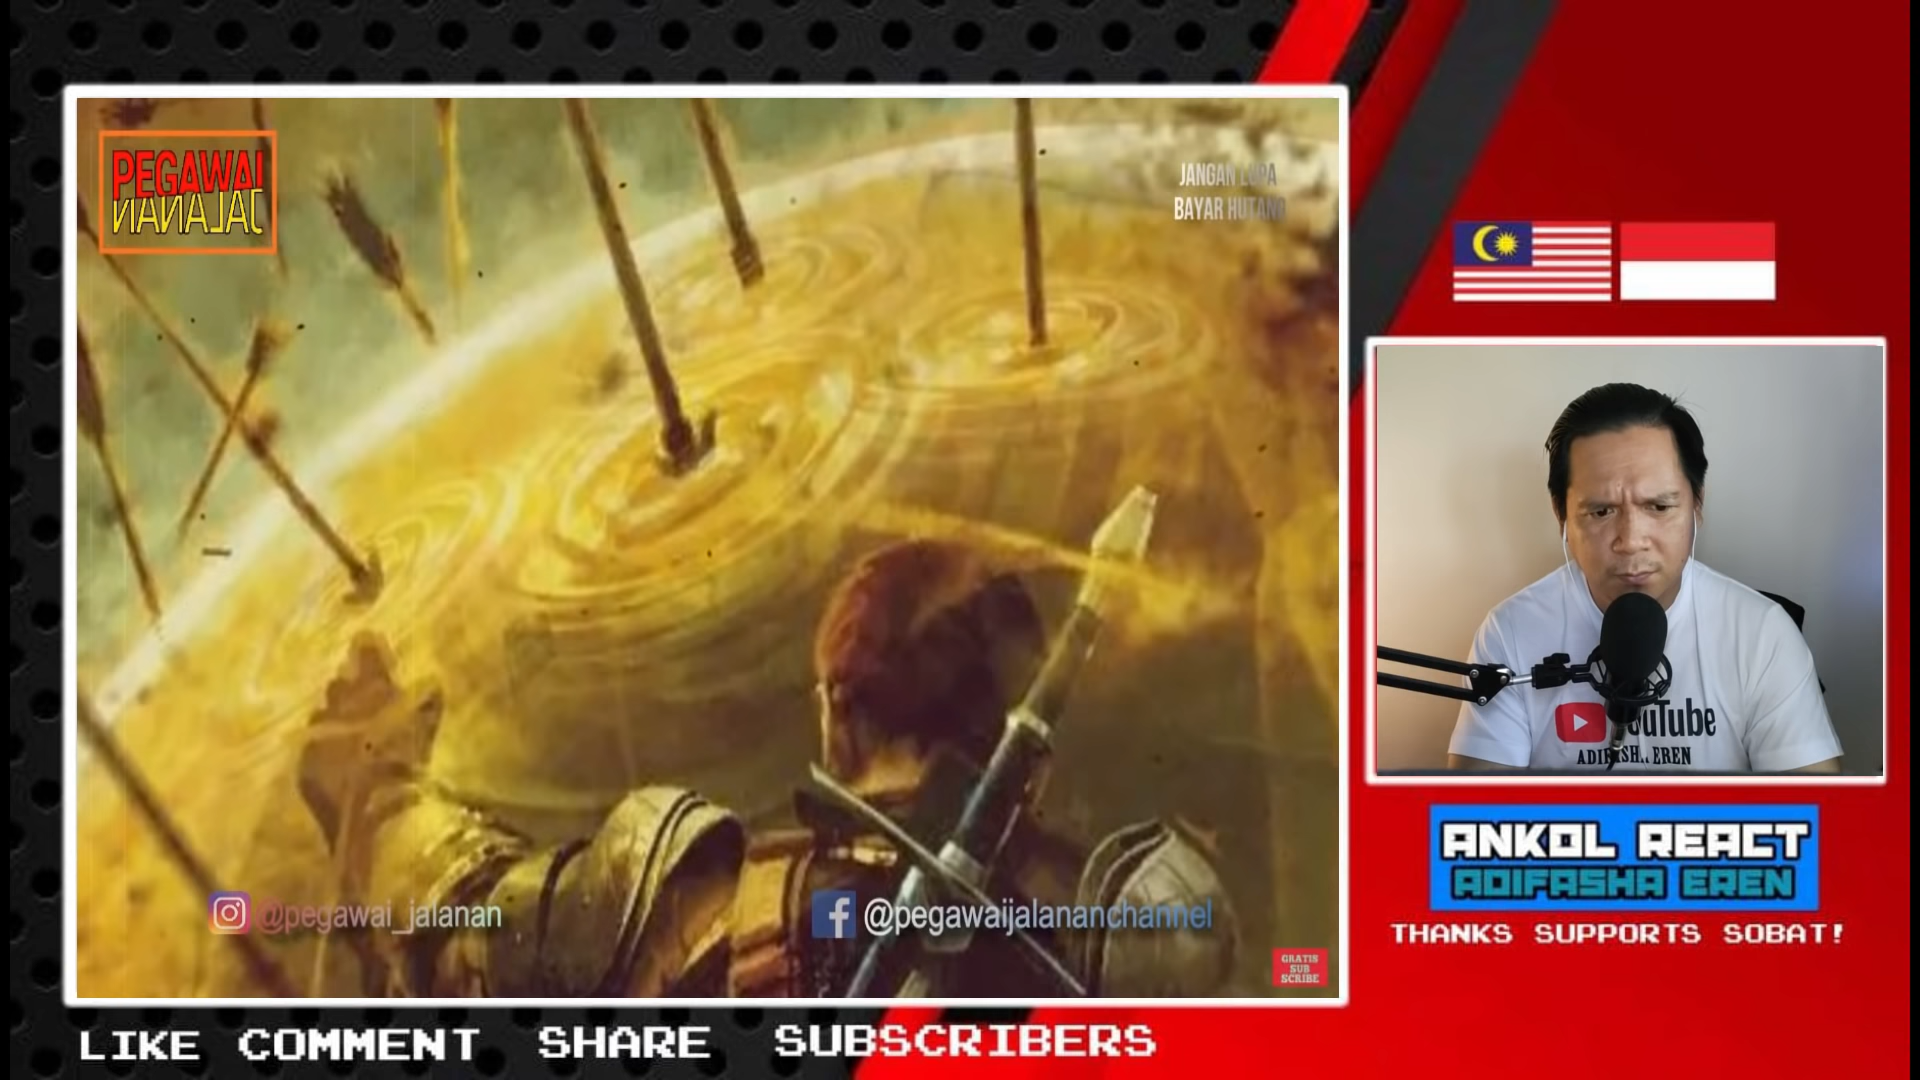 PEGAWAI
JALANAN
JANGAN LUPA
BAYAR HUTANG
@pegawai_jalanan
@pegawaijalananchannel
GRATIS
SUB
SCRIBE
YouTube
ADIFASHA EREN
ANKOL REACT
ADIFASHA EREN
THANKS SUPPORTS SOBAT!
LIKE COMMENT SHARE SUBSCRIBERS